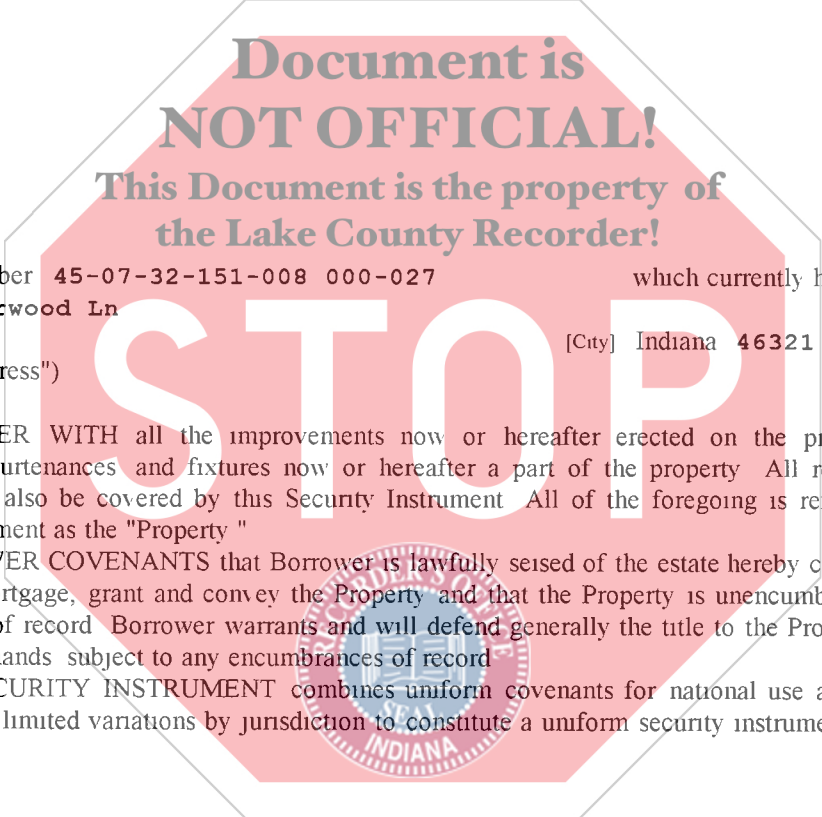 Document is
NOT OFFICIAL!
This Document is the property of
the Lake County Recorder!
ber 45-07-32-151-008 000-027 which currently h
rwood Ln
[City] Indiana 46321
ress")
ER WITH all the improvements now or hereafter erected on the pr
urtenances and fixtures now or hereafter a part of the property All r
also be covered by this Security Instrument All of the foregoing is re
ment as the "Property "
VER COVENANTS that Borrower is lawfully seised of the estate hereby c
rtgage, grant and convey the Property and that the Property is unencumb
of record Borrower warrants and will defend generally the title to the Pro
ands subject to any encumbrances of record
CURITY INSTRUMENT combines uniform covenants for national use a
limited variations by jurisdiction to constitute a uniform security instrume
STOP
RECORDER'S OFFICE
SEAL
INDIANA